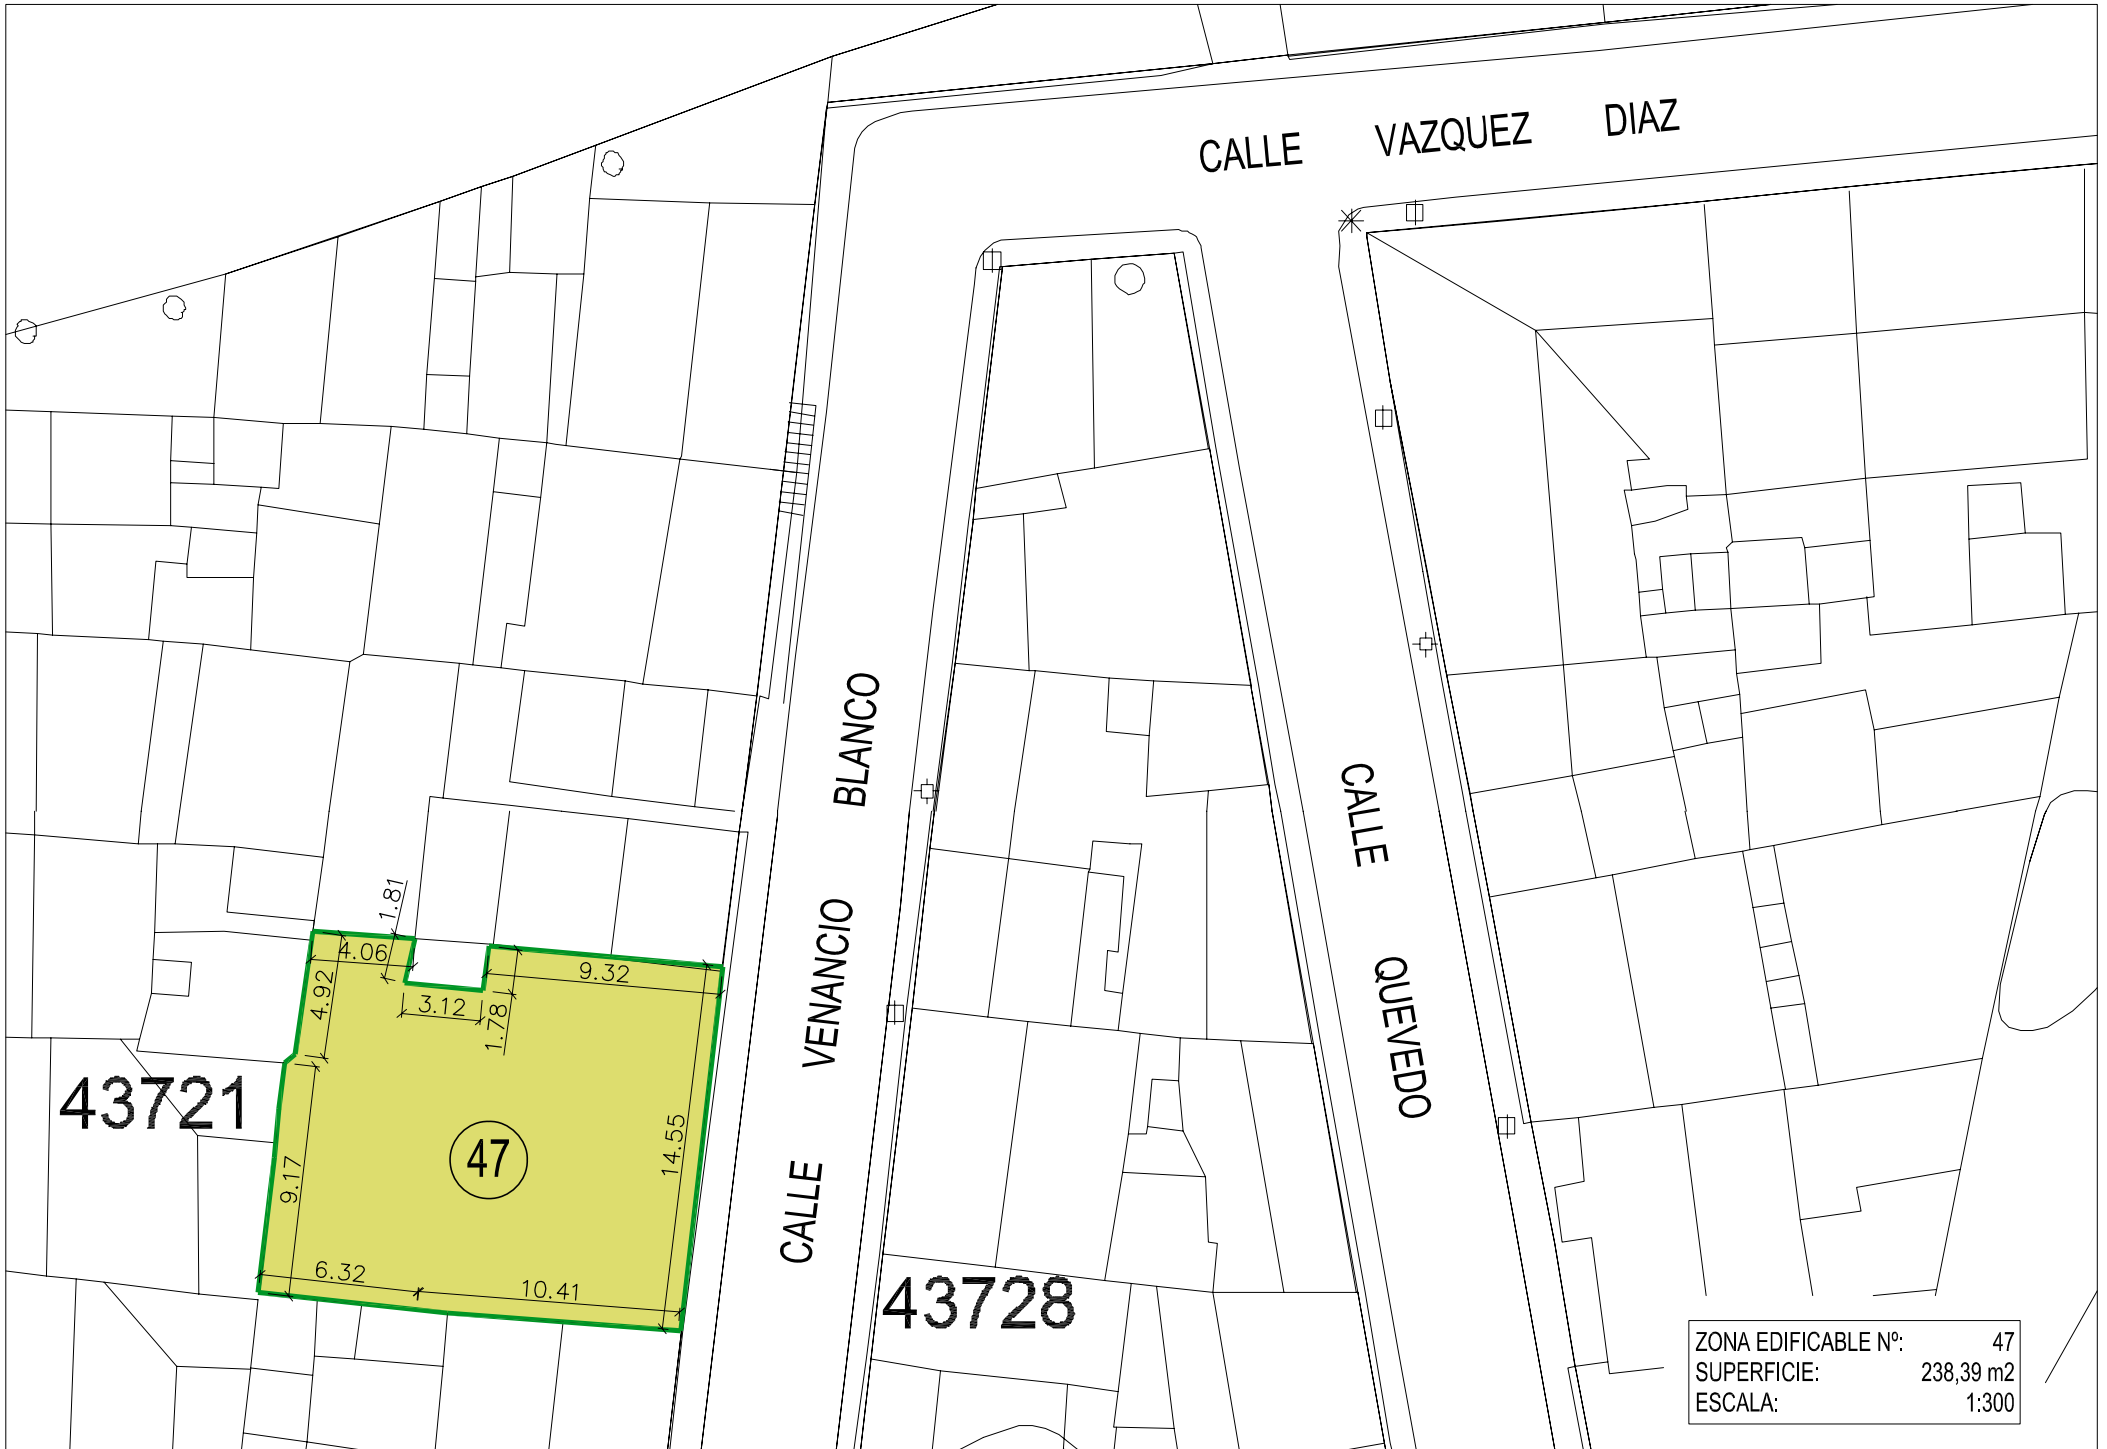 CALLE VAZQUEZ DIAZ
CALLE VENANCIO BLANCO
CALLE QUEVEDO
1.81
4.06
4.92
3.12
1.78
9.32
43721
47
14.55
9.17
6.32
10.41
43728
ZONA EDIFICABLE Nº: 47
SUPERFICIE: 238,39 m2
ESCALA: 1:300